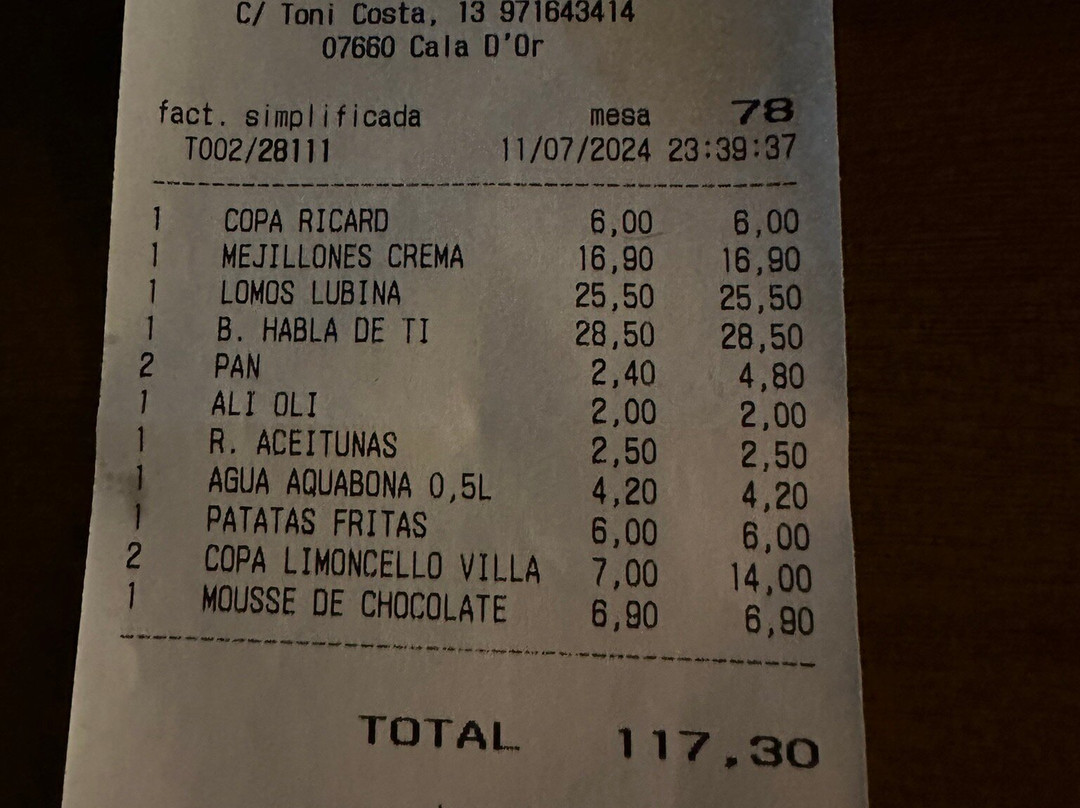 C/ Toni Costa, 13 971643414
07660 Cala D'Or
fact. simplificada mesa 78
T002/28111 11/07/2024 23:39:37
1 COPA RICARD 6,00 6,00
1 MEJILLONES CREMA 16,90 16,90
1 LOMOS LUBINA 25,50 25,50
1 B. HABLA DE TI 28,50 28,50
2 PAN 2,40 4,80
1 ALI OLI 2,00 2,00
1 R. ACEITUNAS 2,50 2,50
1 AGUA AQUABONA 0,5L 4,20 4,20
1 PATATAS FRITAS 6,00 6,00
2 COPA LIMONCELLO VILLA 7,00 14,00
1 MOUSSE DE CHOCOLATE 6,90 6,90
TOTAL 117,30